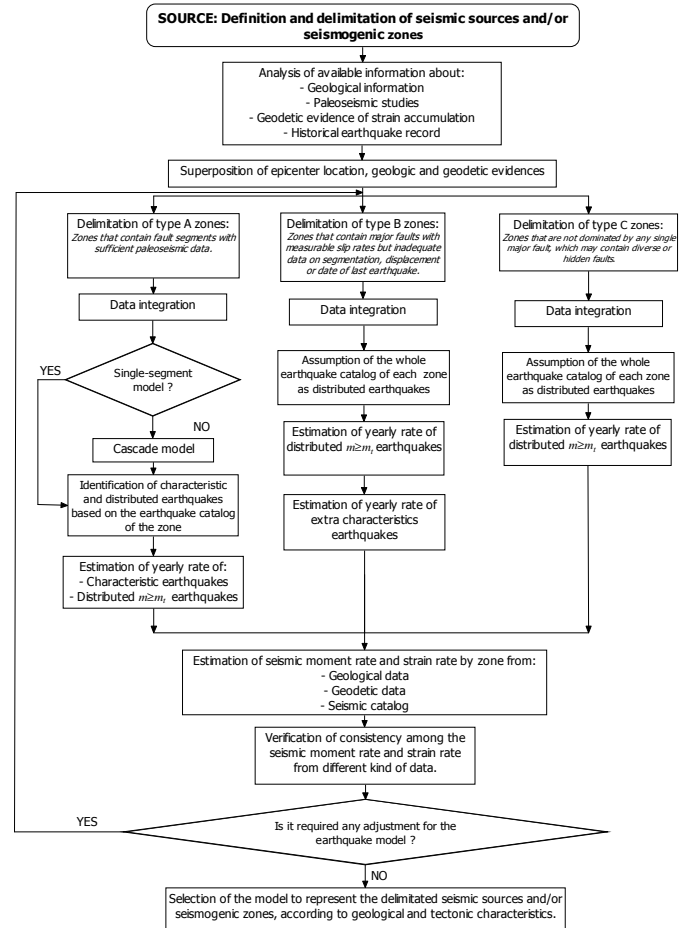 SOURCE: Definition and delimitation of seismic sources and/or
seismogenic zones
Analysis of available information about:
- Geological information
- Paleoseismic studies
- Geodetic evidence of strain accumulation
- Historical earthquake record
Superposition of epicenter location, geologic and geodetic evidences
Delimitation of type A zones:
Zones that contain fault segments with
sufficient paleoseismic data.
Data integration
YES
Single-segment
model ?
NO
Cascade model
Identification of characteristic
and distributed earthquakes
based on the earthquake catalog
of the zone
Estimation of yearly rate of:
- Characteristic earthquakes
- Distributed m≥mt earthquakes
Delimitation of type B zones:
Zones that contain major faults with
measurable slip rates but inadequate
data on segmentation, displacement
or date of last earthquake.
Data integration
Assumption of the whole
earthquake catalog of each zone
as distributed earthquakes
Estimation of yearly rate of
distributed m≥mt earthquakes
Estimation of yearly rate of
extra characteristics
earthquakes
Delimitation of type C zones:
Zones that are not dominated by any single
major fault, which may contain diverse or
hidden faults.
Data integration
Assumption of the whole
earthquake catalog of each zone
as distributed earthquakes
Estimation of yearly rate of
distributed m≥mt earthquakes
Estimation of seismic moment rate and strain rate by zone from:
- Geological data
- Geodetic data
- Seismic catalog
Verification of consistency among the
seismic moment rate and strain rate
from different kind of data.
YES
Is it required any adjustment for the
earthquake model ?
NO
Selection of the model to represent the delimitated seismic sources and/or
seismogenic zones, according to geological and tectonic characteristics.